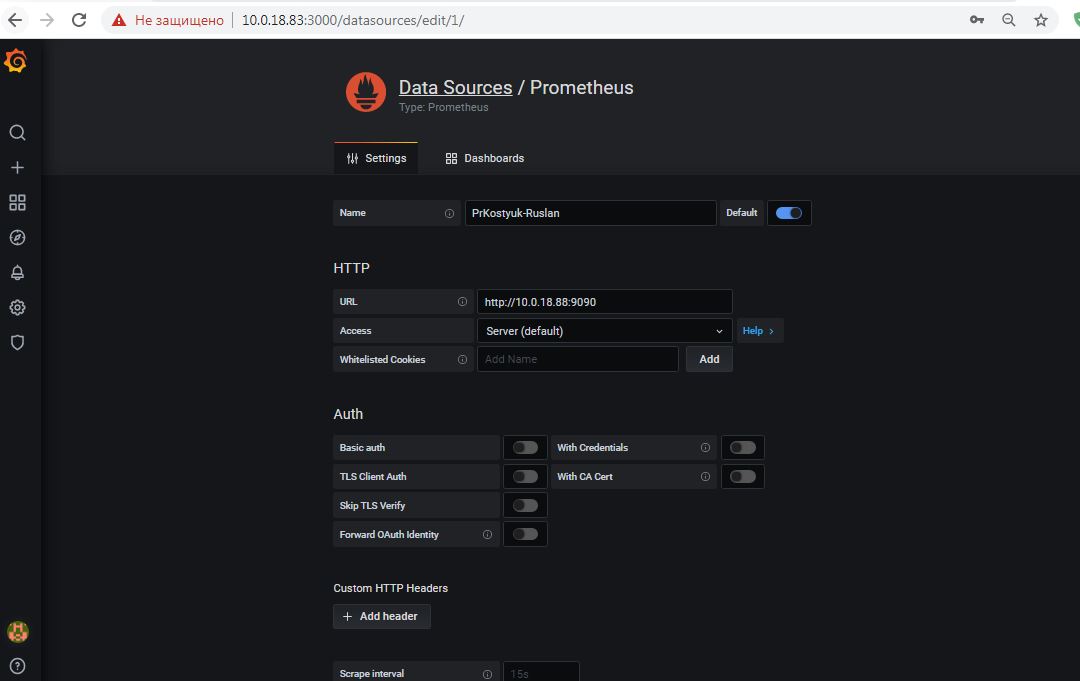 Не защищено 10.0.18.83:3000/datasources/edit/1/
Data Sources / Prometheus
Type: Prometheus
Settings Dashboards
Name PrKostyuk-Ruslan Default
HTTP
URL http://10.0.18.88:9090
Access Server (default) Help >
Whitelisted Cookies Add Name Add
Auth
Basic auth With Credentials
TLS Client Auth With CA Cert
Skip TLS Verify
Forward OAuth Identity
Custom HTTP Headers
+ Add header
Scrape interval 15s